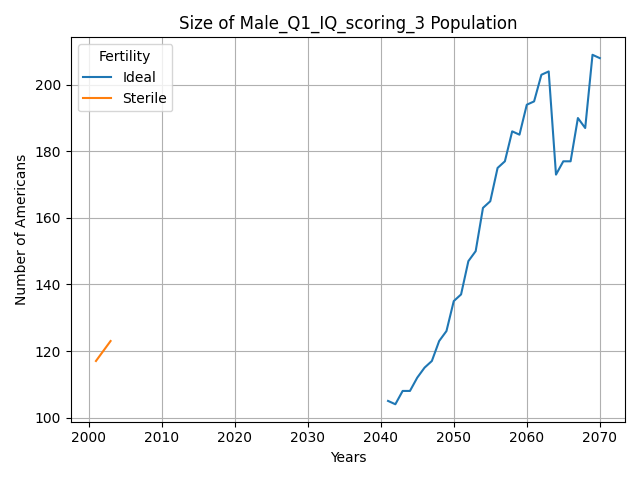 Size of Male_Q1_IQ_scoring_3 Population
Fertility
Ideal
Sterile
Number of Americans
200
180
160
140
120
100
2000 2010 2020 2030 2040 2050 2060 2070
Years